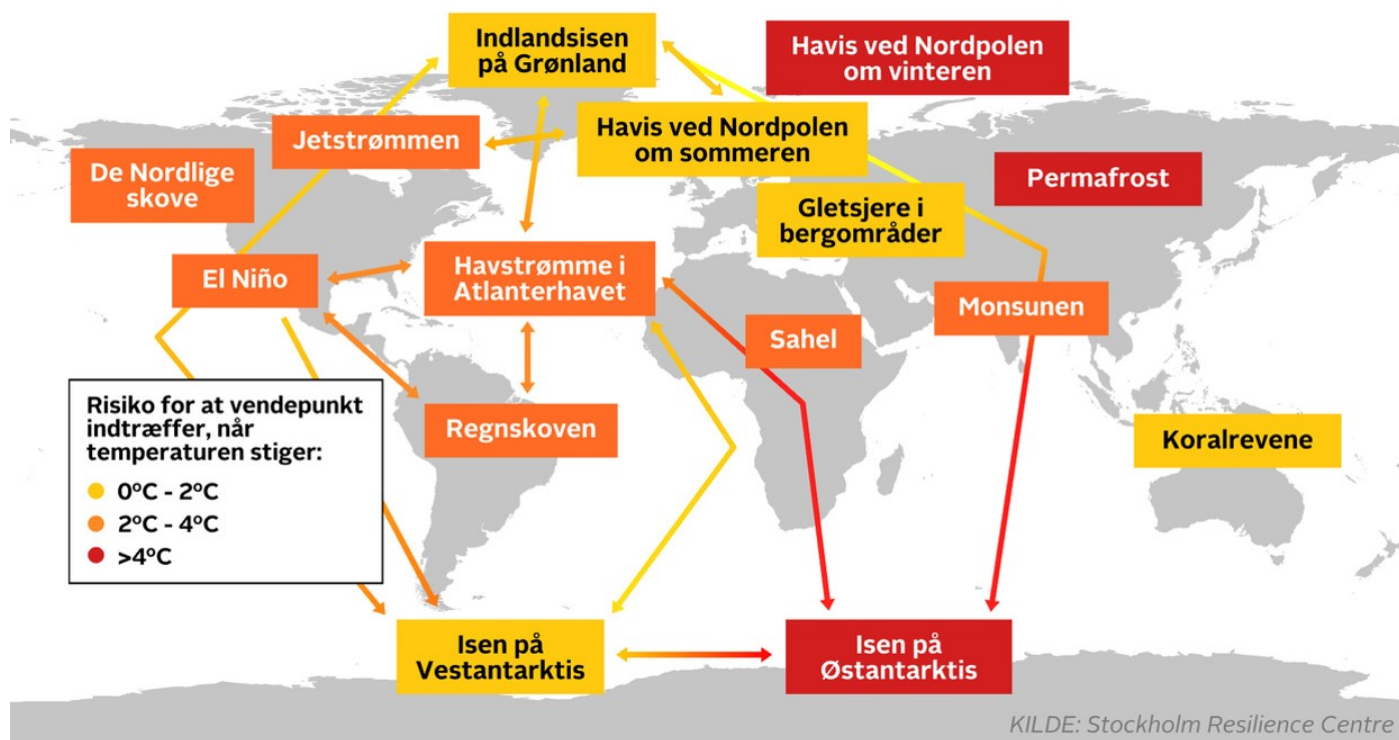 Indlandsisen
på Grønland
Havis ved Nordpolen
om vinteren
Jetstrømmen
Havis ved Nordpolen
om sommeren
De Nordlige
skove
Permafrost
Gletsjere i
bergområder
El Niño
Havstrømme i
Atlanterhavet
Monsunen
Sahel
Risiko for at vendepunkt
indtræffer, når
temperaturen stiger:
0°C - 2°C
2°C - 4°C
>4°C
Regnskoven
Koralrevene
Isen på
Vestantarktis
Isen på
Østantarktis
KILDE: Stockholm Resilience Centre